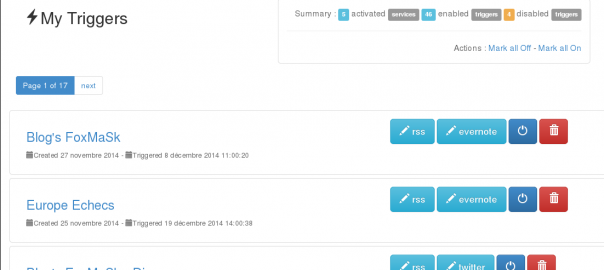 My Triggers
Summary : 5 activated services 46 enabled triggers 4 disabled triggers
Actions : Mark all Off - Mark all On
Page 1 of 17 next
Blog's FoxMaSk
rss evernote
Created 27 novembre 2014 - Triggered 8 décembre 2014 11:00:20
Europe Echecs
rss evernote
Created 25 novembre 2014 - Triggered 19 décembre 2014 14:00:38
rss twitter